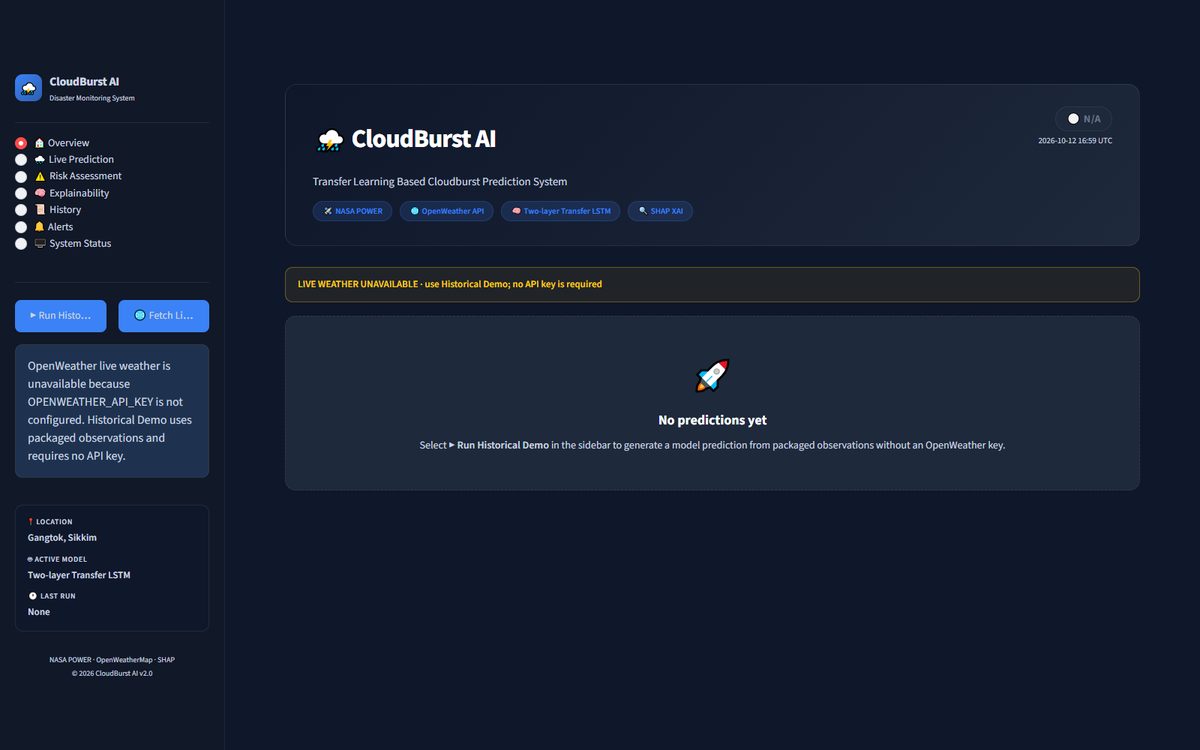 CloudBurst AI
Disaster Monitoring System
Overview
Live Prediction
Risk Assessment
Explainability
History
Alerts
System Status
Run Histo...
Fetch Li...
OpenWeather live weather is
unavailable because
OPENWEATHER_API_KEY is not
configured. Historical Demo uses
packaged observations and
requires no API key.
LOCATION
Gangtok, Sikkim
ACTIVE MODEL
Two-layer Transfer LSTM
LAST RUN
None
NASA POWER · OpenWeatherMap · SHAP
© 2026 CloudBurst AI v2.0
N/A
2026-10-12 16:59 UTC
CloudBurst AI
Transfer Learning Based Cloudburst Prediction System
NASA POWER
OpenWeather API
Two-layer Transfer LSTM
SHAP XAI
LIVE WEATHER UNAVAILABLE · use Historical Demo; no API key is required
No predictions yet
Select ▶ Run Historical Demo in the sidebar to generate a model prediction from packaged observations without an OpenWeather key.